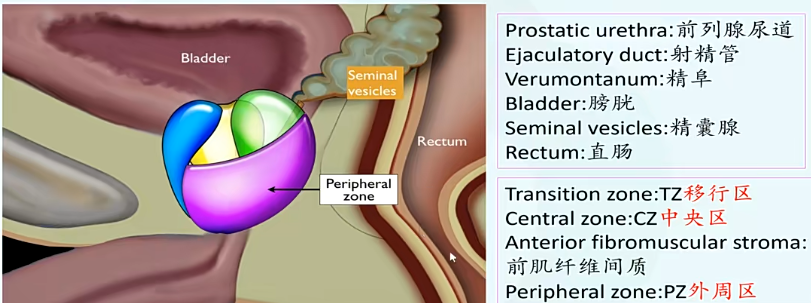 Bladder
Seminal
vesicles
Rectum
Peripheral
zone
Prostatic urethra:前列腺尿道
Ejaculatory duct:射精管
Verumontanum:精阜
Bladder:膀胱
Seminal vesicles:精囊腺
Rectum:直肠
Transition zone:TZ移行区
Central zone:CZ中央区
Anterior fibromuscular stroma:
前肌纤维间质
Peripheral zone:PZ外周区